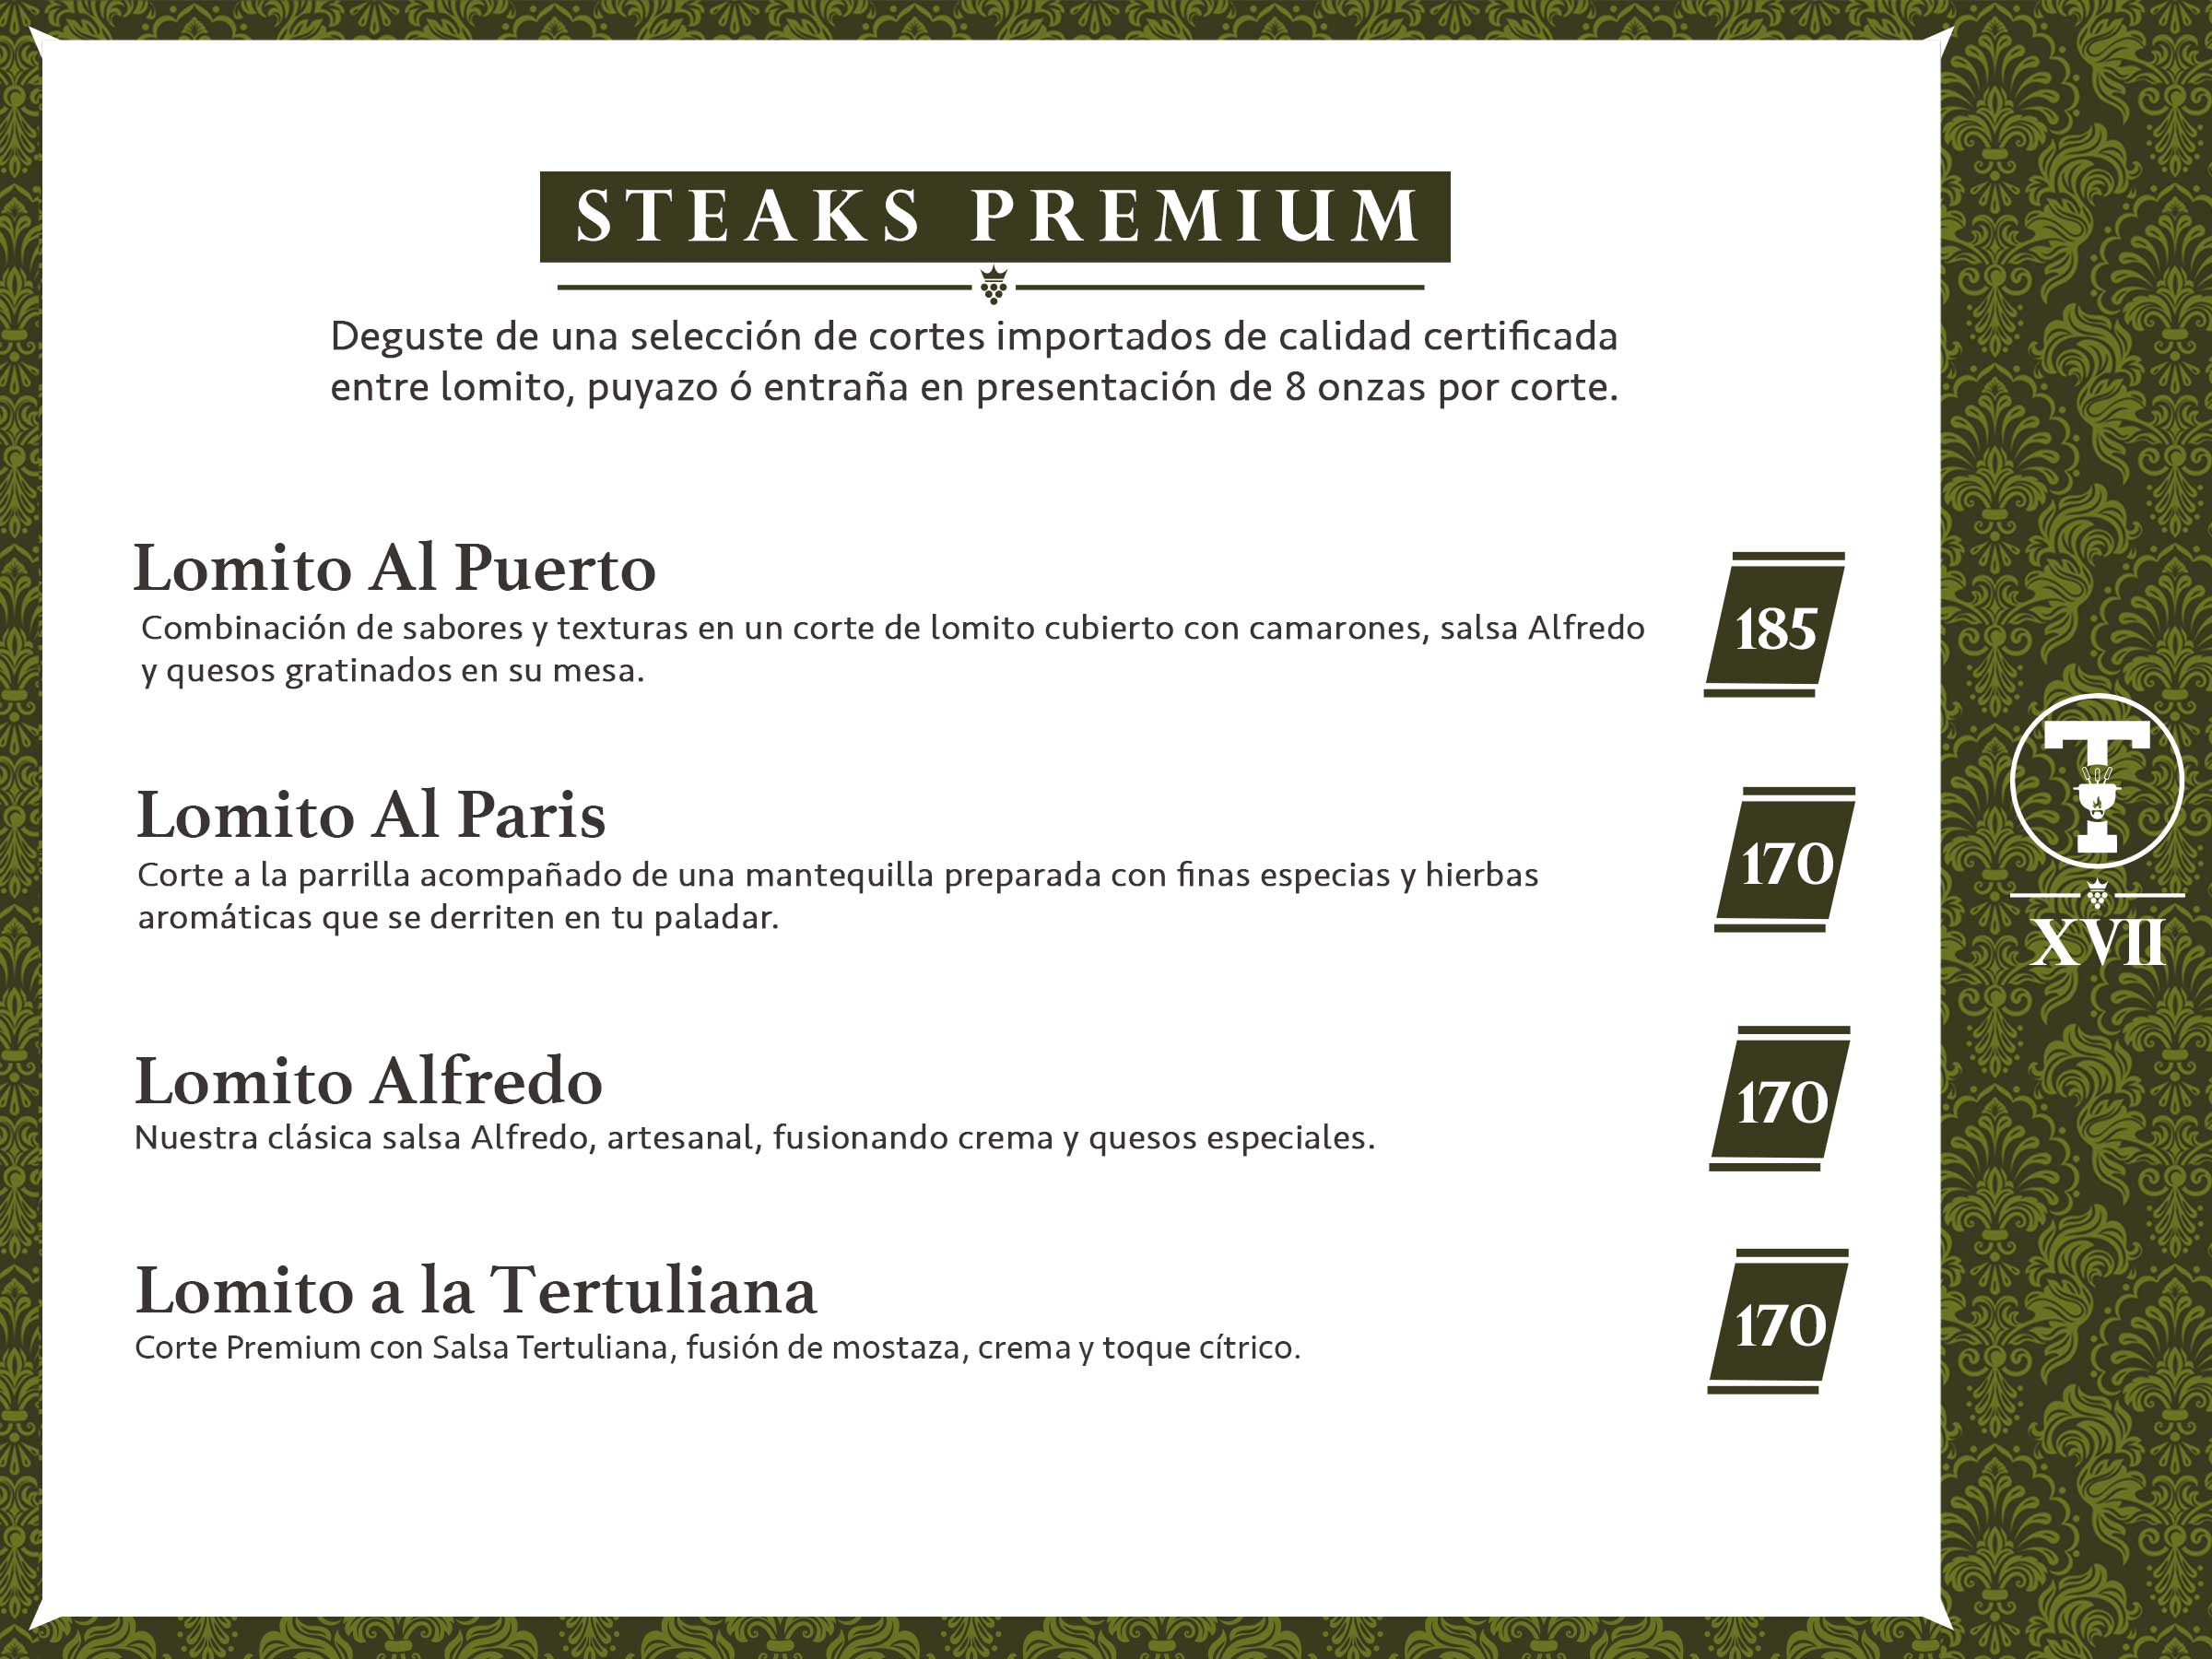 STEAKS PREMIUM
Deguste de una selección de cortes importados de calidad certificada
entre lomito, puyazo ó entraña en presentación de 8 onzas por corte.
Lomito Al Puerto
Combinación de sabores y texturas en un corte de lomito cubierto con camarones, salsa Alfredo
y quesos gratinados en su mesa.
185
Lomito Al Paris
Corte a la parrilla acompañado de una mantequilla preparada con finas especias y hierbas
aromáticas que se derriten en tu paladar.
170
Lomito Alfredo
Nuestra clásica salsa Alfredo, artesanal, fusionando crema y quesos especiales.
170
Lomito a la Tertuliana
Corte Premium con Salsa Tertuliana, fusión de mostaza, crema y toque cítrico.
170
T
XVII